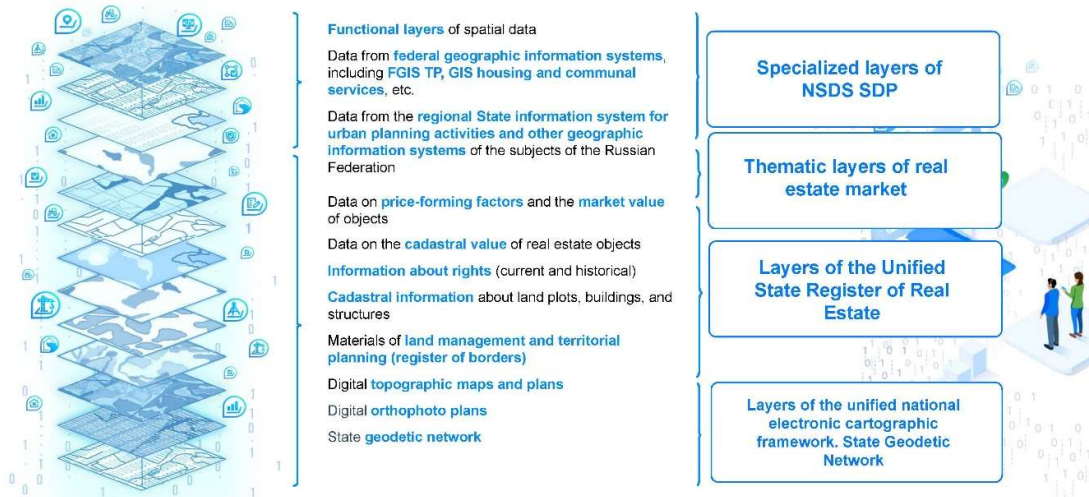 Functional layers of spatial data
Data from federal geographic information systems,
including FGIS TP, GIS housing and communal
services, etc.
Data from the regional State information system for
urban planning activities and other geographic
information systems of the subjects of the Russian
Federation
Data on price-forming factors and the market value
of objects
Data on the cadastral value of real estate objects
Information about rights (current and historical)
Cadastral information about land plots, buildings, and
structures
Materials of land management and territorial
planning (register of borders)
Digital topographic maps and plans
Digital orthophoto plans
State geodetic network
Specialized layers of
NSDS SDP
Thematic layers of real
estate market
Layers of the Unified
State Register of Real
Estate
Layers of the unified national
electronic cartographic
framework. State Geodetic
Network